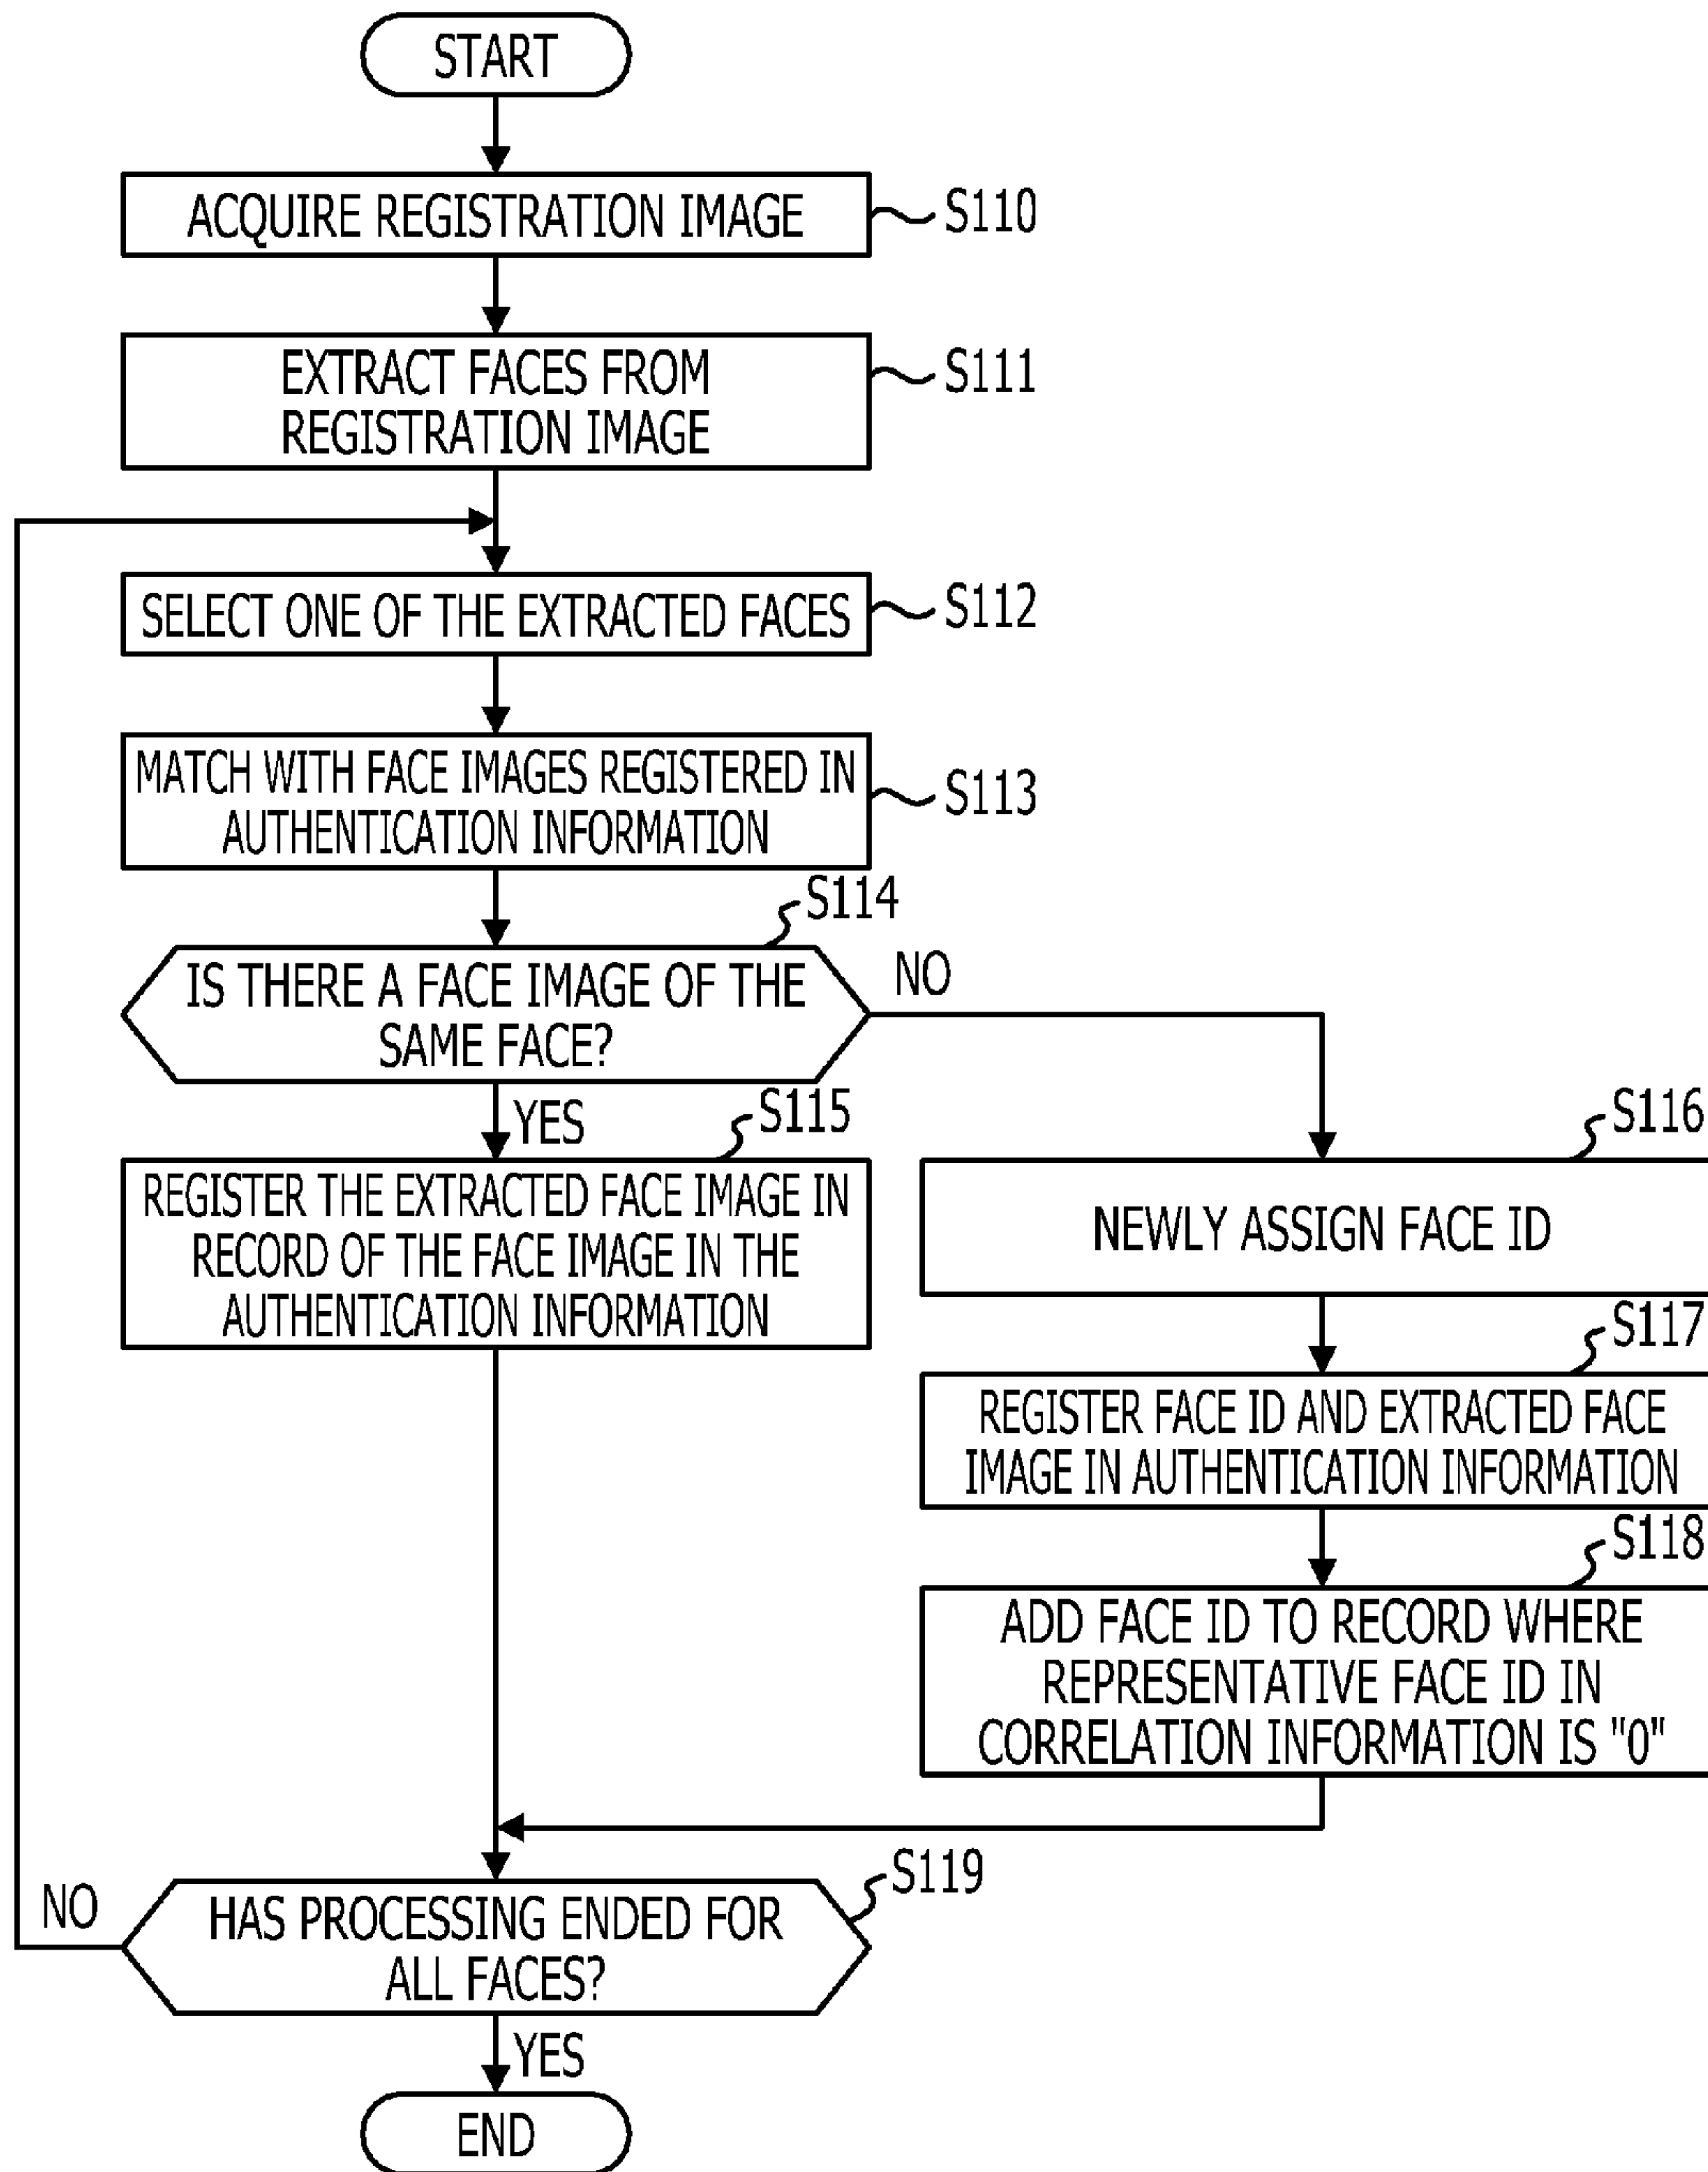 START
ACQUIRE REGISTRATION IMAGE
S110
EXTRACT FACES FROM
REGISTRATION IMAGE
S111
SELECT ONE OF THE EXTRACTED FACES
S112
MATCH WITH FACE IMAGES REGISTERED IN
AUTHENTICATION INFORMATION
S113
S114
IS THERE A FACE IMAGE OF THE
SAME FACE?
NO
YES
S115
REGISTER THE EXTRACTED FACE IMAGE IN
RECORD OF THE FACE IMAGE IN THE
AUTHENTICATION INFORMATION
S116
NEWLY ASSIGN FACE ID
S117
REGISTER FACE ID AND EXTRACTED FACE
IMAGE IN AUTHENTICATION INFORMATION
S118
ADD FACE ID TO RECORD WHERE
REPRESENTATIVE FACE ID IN
CORRELATION INFORMATION IS "0"
S119
HAS PROCESSING ENDED FOR
ALL FACES?
NO
YES
END